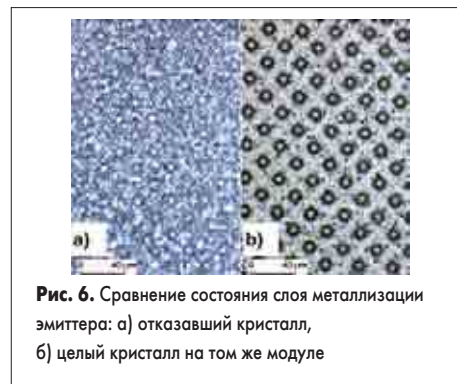 a) b)
Рис. 6. Сравнение состояния слоя металлизации
эмиттера: а) отказавший кристалл,
б) целый кристалл на том же модуле